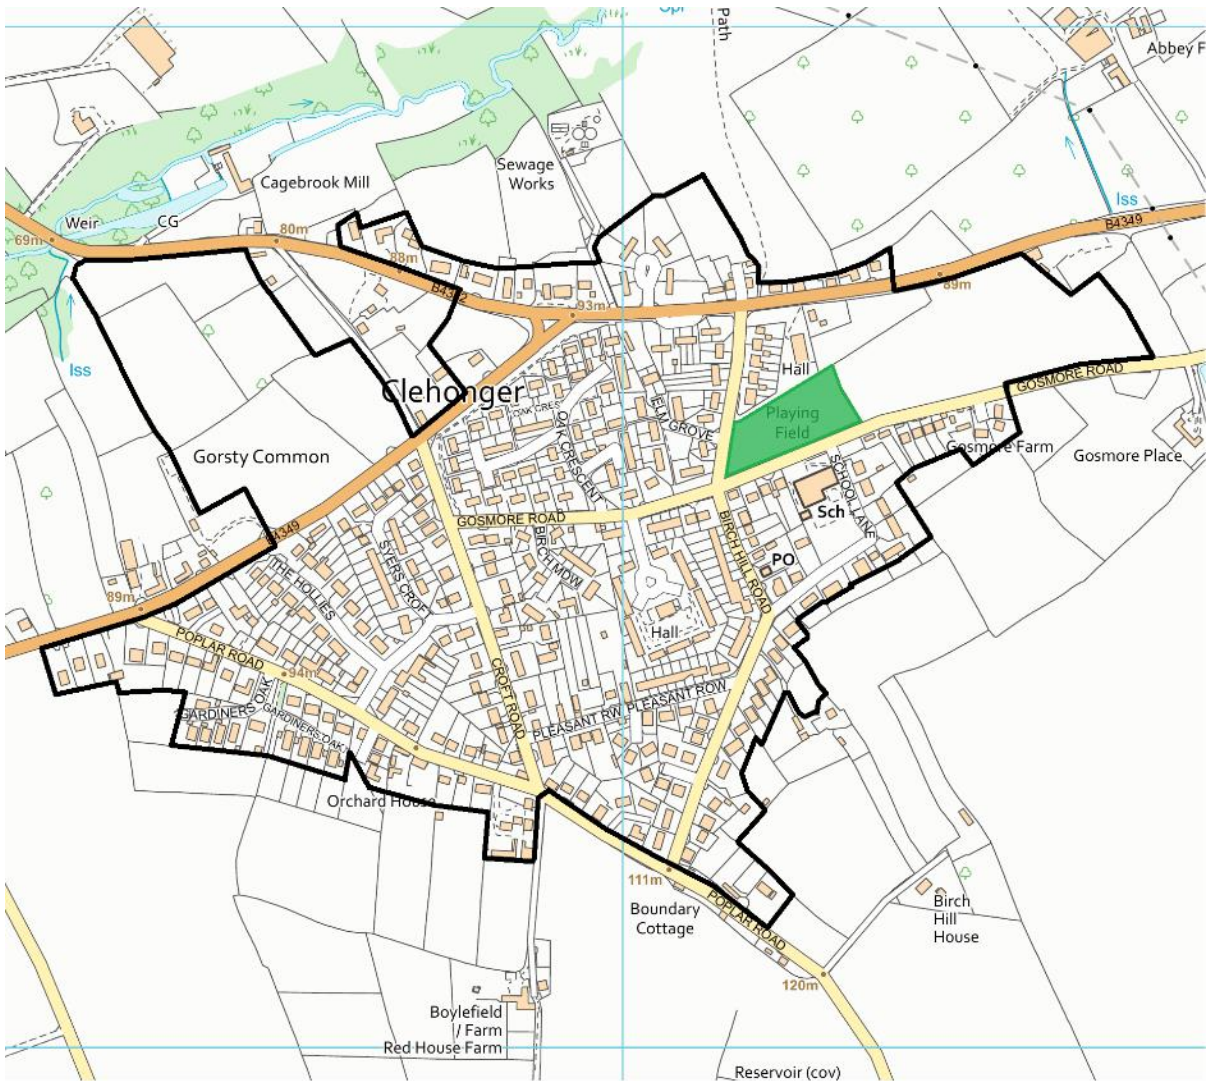 Path
Abbey F
Sewage
Works
Cagebrook Mill
Weir
CG
69m
80m
88m
Iss
B4349
89m
93m
Iss
Hall
GOSMORE ROAD
Clehonger
OAK CRES
OAK CRESCENT
ELM GROVE
Playing
Field
Gorsty Common
Gosmore Farm
Gosmore Place
SCHOOL LANE
Sch
GOSMORE ROAD
BIRCH HILL ROAD
B4349
SYERS CROF
BIRCH MDW
PO
THE HOLLIES
89m
POPLAR ROAD
Hall
94m
CROFT ROAD
GARDINERS OAK
GARDINERS OAK
PLEASANT RW
PLEASANT ROW
Orchard House
111m
POPLAR ROAD
Boundary
Cottage
Birch
Hill
House
120m
Boylefield
/ Farm
Red House Farm
Reservoir (cov)